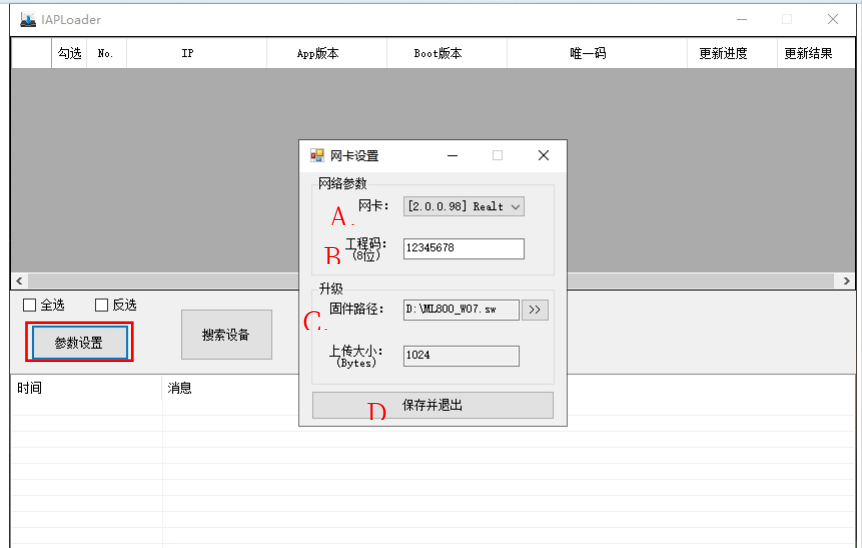 IAPLoader
勾选 No. IP App版本 Boot版本 唯一码 更新进度 更新结果
网卡设置
网络参数
A. 网卡: [2.0.0.98] Realt
B 工程码: 12345678
(8位)
升级
C. 固件路径: D:\ML800_W07.sw >>
上传大小: 1024
(Bytes)
D 保存并退出
全选 反选
参数设置 搜索设备
时间 消息